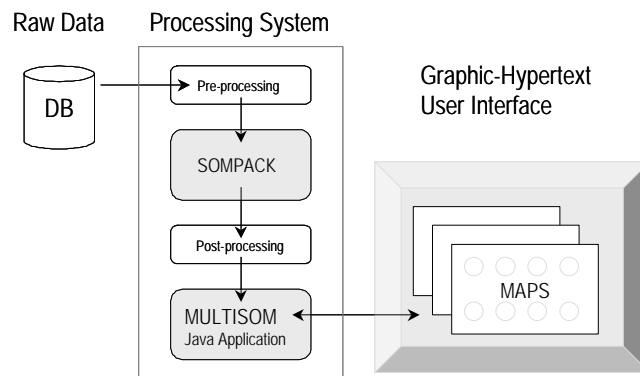 Raw Data
Processing System
DB
Pre-processing
SOMPACK
Post-processing
MULTISOM
Java Application
Graphic-Hypertext
User Interface
MAPS